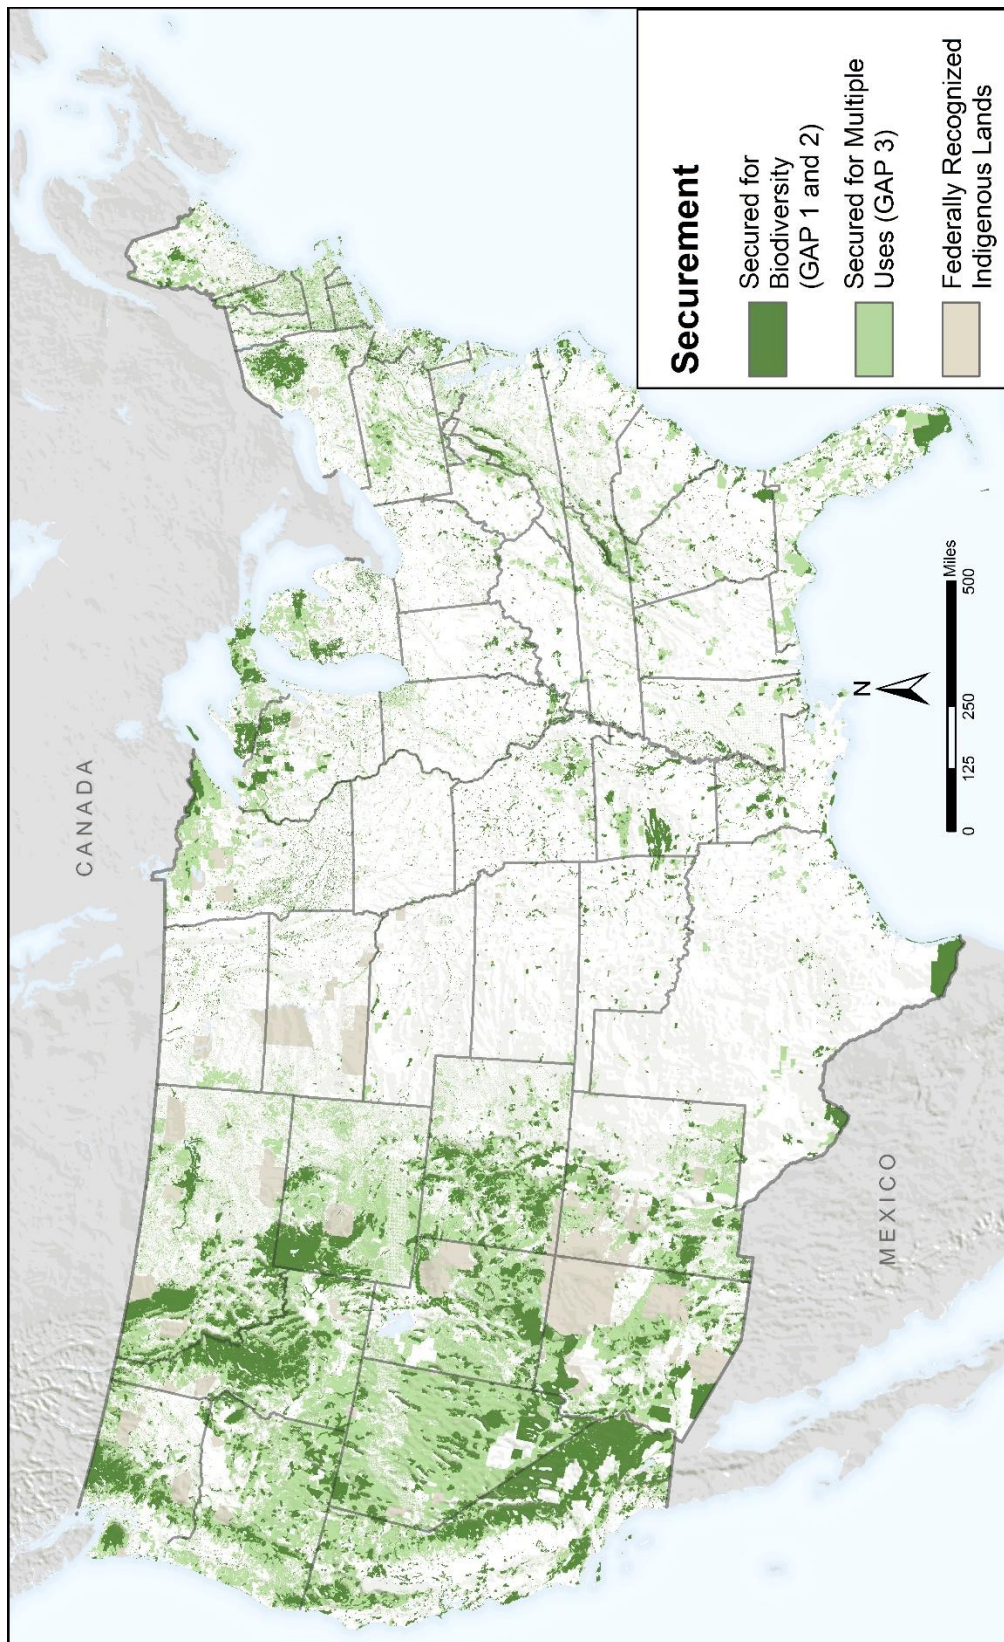 CANADA
MEXICO
N
0 125 250 500
Miles
Securement
Secured for
Biodiversity
(GAP 1 and 2)
Secured for Multiple
Uses (GAP 3)
Federally Recognized
Indigenous Lands